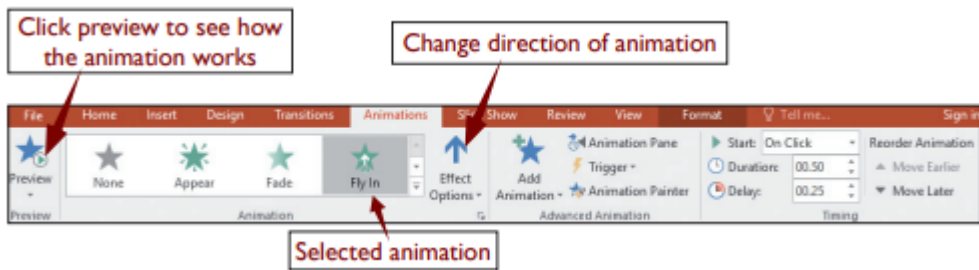 Click preview to see how
the animation works
Change direction of animation
File Home Insert Design Transitions Animations Slide Show Review View Format Tell me... Sign in
Preview
None Appear Fade Fly In
Effect
Options
Add
Animation
Animation Pane
Trigger
Animation Painter
Start: On Click
Duration: 00.50
Delay: 00.25
Reorder Animation
Move Earlier
Move Later
Preview Animation Advanced Animation Timing
Selected animation